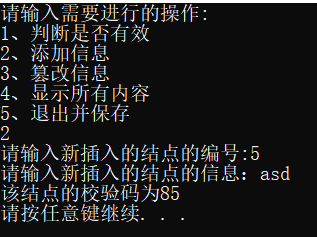 请输入需要进行的操作:
1、判断是否有效
2、添加信息
3、篡改信息
4、显示所有内容
5、退出并保存
2
请输入新插入的结点的编号:5
请输入新插入的结点的信息：asd
该结点的校验码为85
请按任意键继续. . .